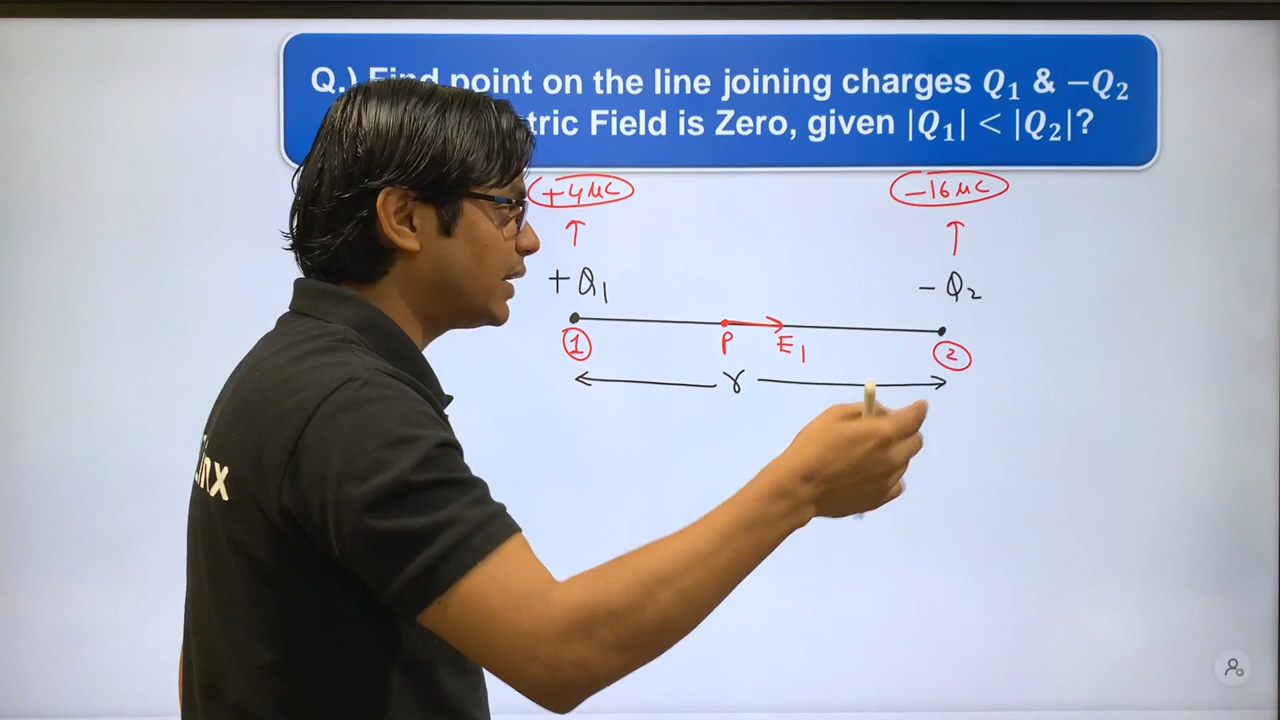 Q.) Find point on the line joining charges Q₁ & −Q₂
tric Field is Zero, given |Q₁| < |Q₂|?
+4μC
−16μC
↑
↑
+Q₁
−Q₂
1
P
E₁
2
r
nx